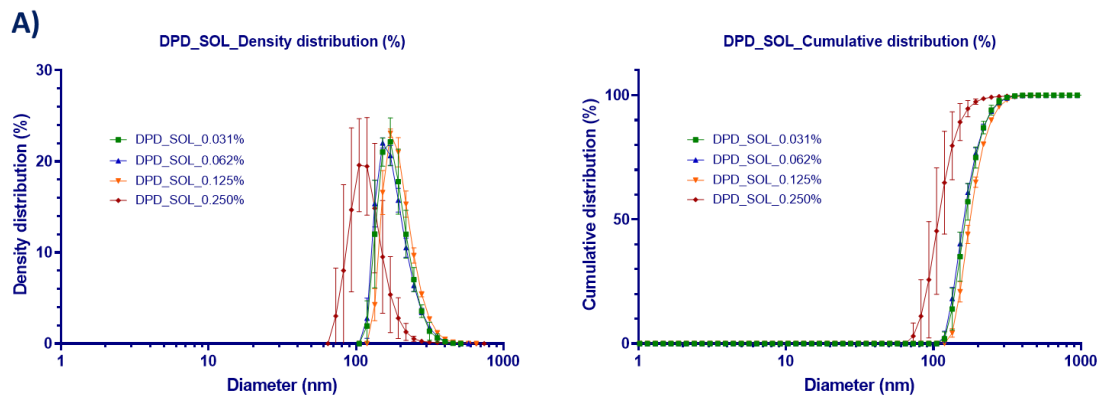 A)
DPD_SOL_Density distribution (%)
30
20
10
0
Density distribution (%)
DPD_SOL_0.031%
DPD_SOL_0.062%
DPD_SOL_0.125%
DPD_SOL_0.250%
1
10
100
1000
Diameter (nm)
DPD_SOL_Cumulative distribution (%)
100
50
0
Cumulative distribution (%)
DPD_SOL_0.031%
DPD_SOL_0.062%
DPD_SOL_0.125%
DPD_SOL_0.250%
1
10
100
1000
Diameter (nm)